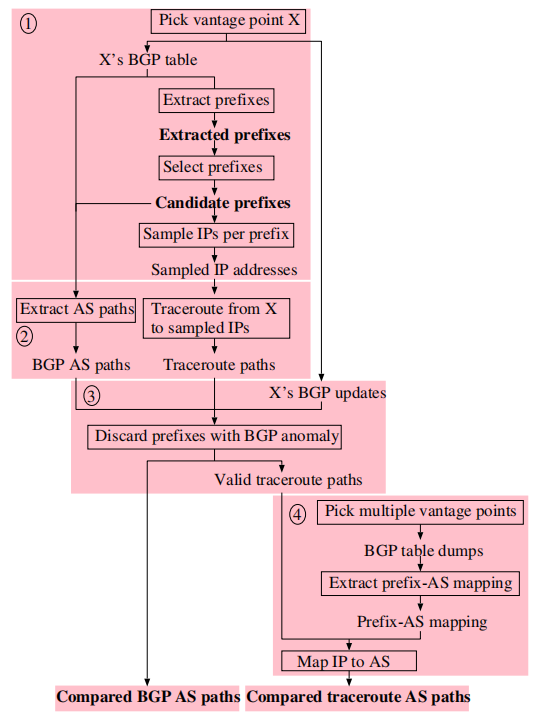 1
Pick vantage point X
X's BGP table
Extract prefixes
Extracted prefixes
Select prefixes
Candidate prefixes
Sample IPs per prefix
Sampled IP addresses
Extract AS paths
Traceroute from X
to sampled IPs
2
BGP AS paths
Traceroute paths
3
X's BGP updates
Discard prefixes with BGP anomaly
Valid traceroute paths
4
Pick multiple vantage points
BGP table dumps
Extract prefix-AS mapping
Prefix-AS mapping
Map IP to AS
Compared BGP AS paths
Compared traceroute AS paths